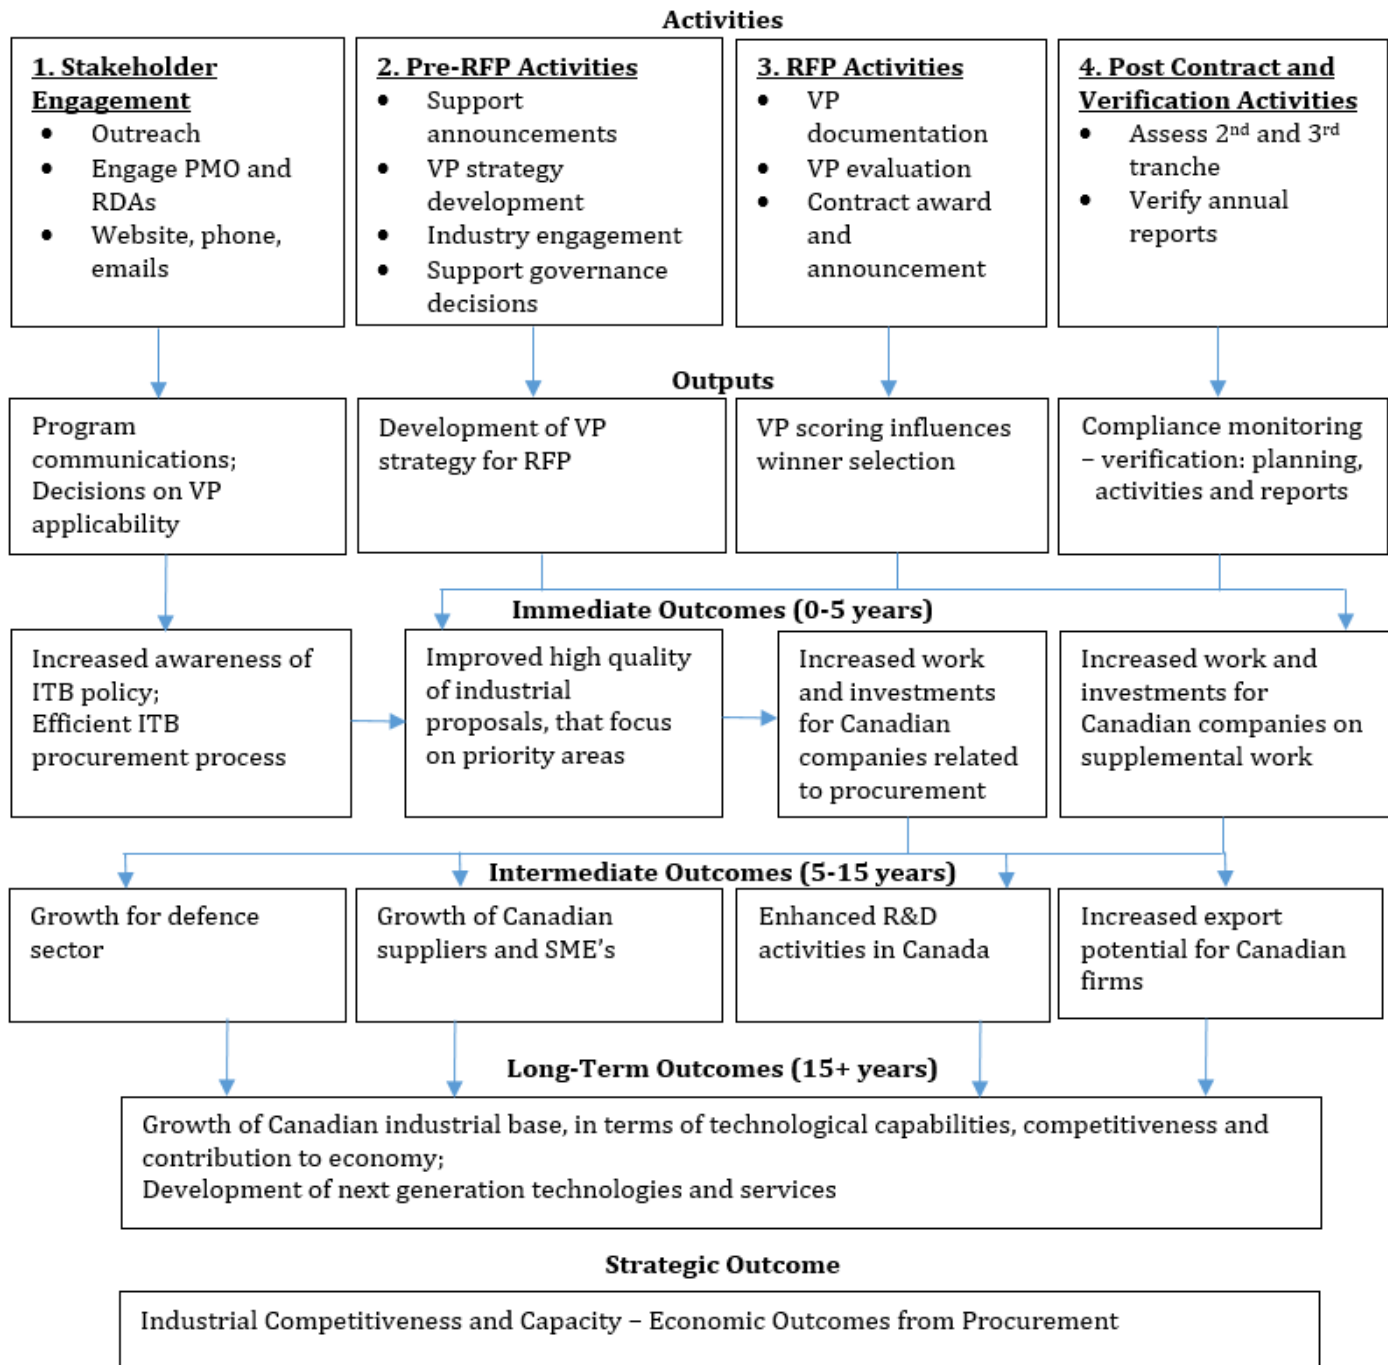 Activities
1. Stakeholder
Engagement
• Outreach
• Engage PMO and
RDAs
• Website, phone,
emails
2. Pre-RFP Activities
• Support
announcements
• VP strategy
development
• Industry engagement
• Support governance
decisions
3. RFP Activities
• VP
documentation
• VP evaluation
• Contract award
and
announcement
4. Post Contract and
Verification Activities
• Assess 2nd and 3rd
tranche
• Verify annual
reports
Outputs
Program
communications;
Decisions on VP
applicability
Development of VP
strategy for RFP
VP scoring influences
winner selection
Compliance monitoring
– verification: planning,
activities and reports
Immediate Outcomes (0-5 years)
Increased awareness of
ITB policy;
Efficient ITB
procurement process
Improved high quality
of industrial
proposals, that focus
on priority areas
Increased work
and investments
for Canadian
companies related
to procurement
Increased work and
investments for
Canadian companies on
supplemental work
Intermediate Outcomes (5-15 years)
Growth for defence
sector
Growth of Canadian
suppliers and SME’s
Enhanced R&D
activities in Canada
Increased export
potential for Canadian
firms
Long-Term Outcomes (15+ years)
Growth of Canadian industrial base, in terms of technological capabilities, competitiveness and
contribution to economy;
Development of next generation technologies and services
Strategic Outcome
Industrial Competitiveness and Capacity – Economic Outcomes from Procurement